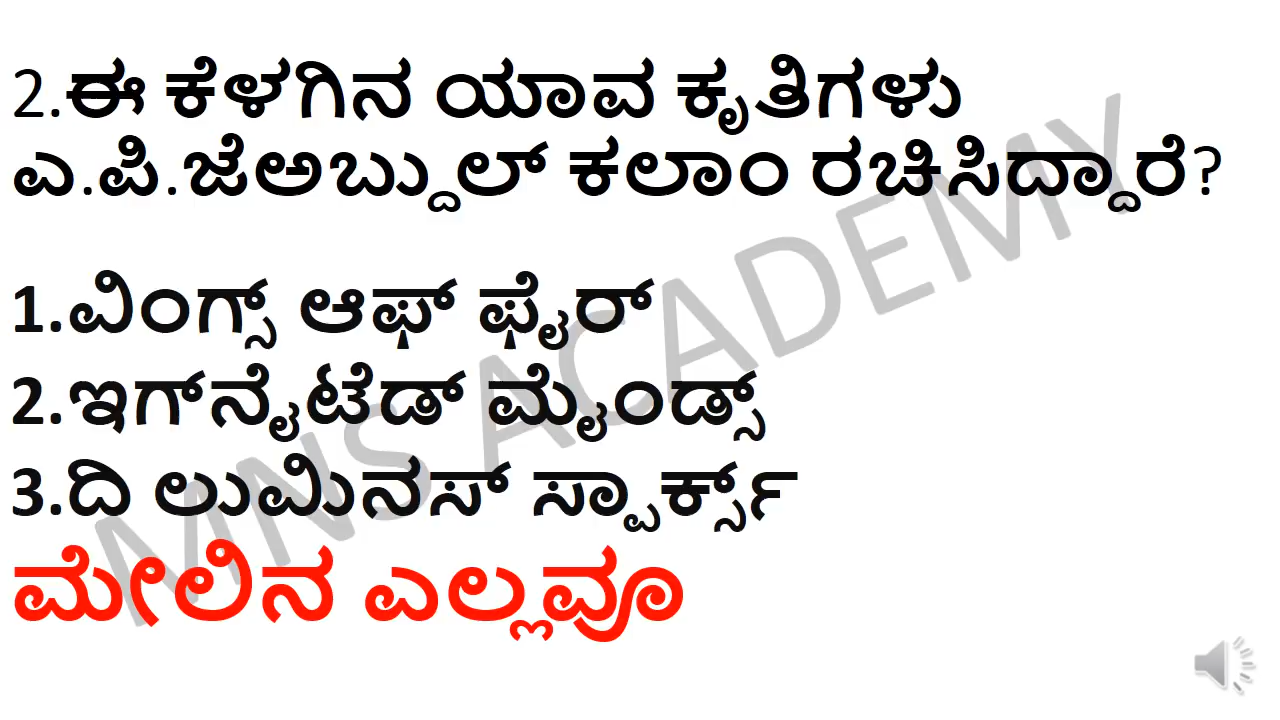 2.ಈ ಕೆಳಗಿನ ಯಾವ ಕೃತಿಗಳು
ಎ.ಪಿ.ಜೆಅಬ್ದುಲ್ ಕಲಾಂ ರಚಿಸಿದ್ದಾರೆ?
1.ವಿಂಗ್ಸ್ ಆಫ್ ಫೈರ್
2.ಇಗ್‌ನೈಟೆಡ್ ಮೈಂಡ್ಸ್
3.ದಿ ಲುಮಿನಸ್ ಸ್ಪಾರ್ಕ್ಸ್
ಮೇಲಿನ ಎಲ್ಲವೂ
MNS ACADEMY